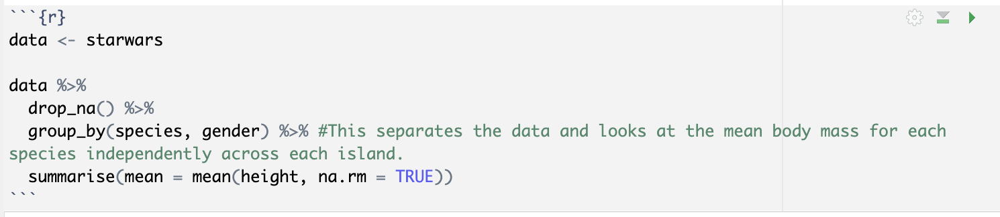 ```{r}
data <- starwars
data %>%
  drop_na() %>%
  group_by(species, gender) %>% #This separates the data and looks at the mean body mass for each
species independently across each island.
  summarise(mean = mean(height, na.rm = TRUE))
```